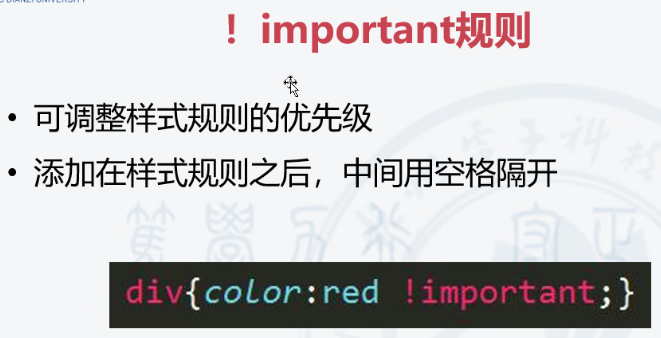 ！important规则
• 可调整样式规则的优先级
• 添加在样式规则之后，中间用空格隔开
div{color:red !important;}